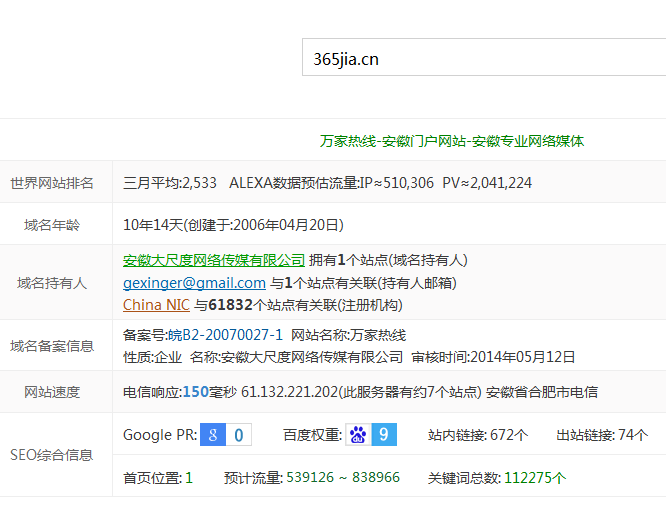 365jia.cn
万家热线-安徽门户网站-安徽专业网络媒体
世界网站排名 三月平均:2,533 ALEXA数据预估流量:IP≈510,306 PV≈2,041,224
域名年龄 10年14天(创建于:2006年04月20日)
安徽大尺度网络传媒有限公司 拥有1个站点(域名持有人)
域名持有人 gexinger@gmail.com 与1个站点有关联(持有人邮箱)
China NIC 与61832个站点有关联(注册机构)
域名备案信息 备案号:皖B2-20070027-1 网站名称:万家热线
性质:企业 名称:安徽大尺度网络传媒有限公司 审核时间:2014年05月12日
网站速度 电信响应:150毫秒 61.132.221.202(此服务器有约7个站点) 安徽省合肥市电信
SEO综合信息 Google PR: g 0 百度权重: du 9 站内链接: 672个 出站链接: 74个
首页位置: 1 预计流量: 539126 ~ 838966 关键词总数: 112275个